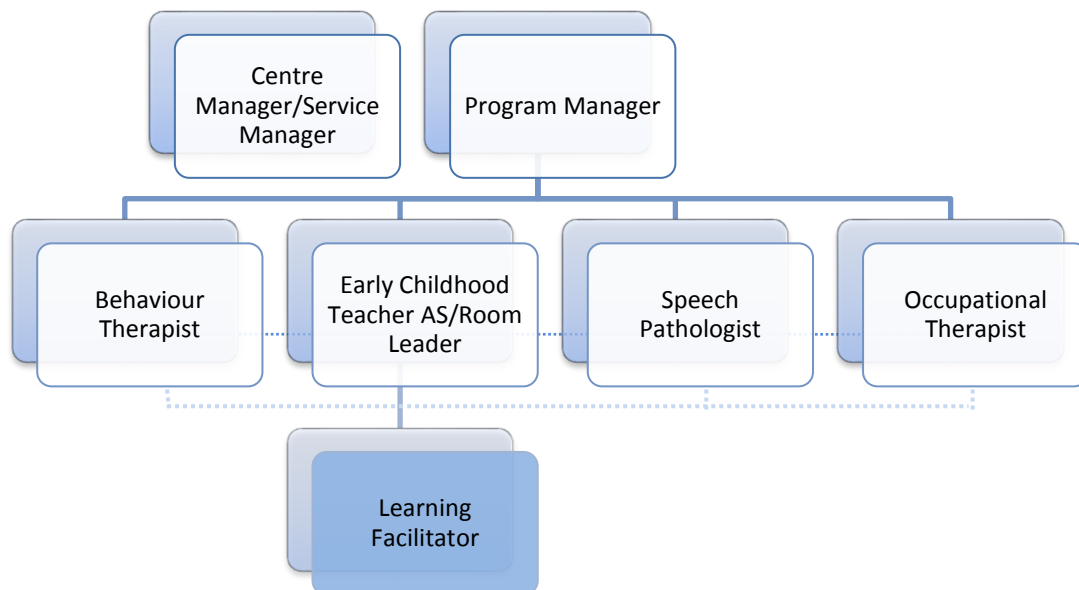 Centre
Manager/Service
Manager
Program Manager
Behaviour
Therapist
Early Childhood
Teacher AS/Room
Leader
Speech
Pathologist
Occupational
Therapist
Learning
Facilitator